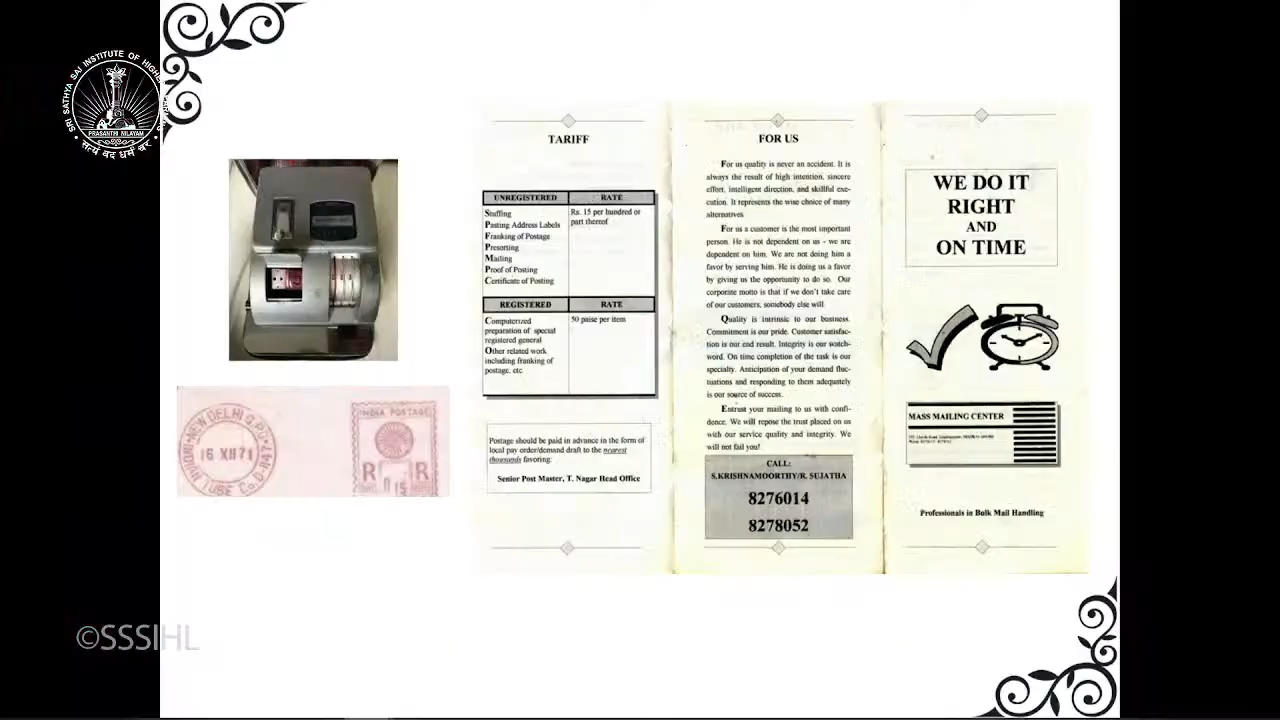 SRI SATHYA SAI INSTITUTE OF HIGHE
PRASANTHI NILAYAM
सत्यं वद धर्मं चर
NEW DELHI G.P.O.
16 XII 71
INDIA POSTAGE
R R
15
TARIFF
UNREGISTERED RATE
Stuffing Rs. 15 per hundred or
Pasting Address Labels part thereof
Franking of Postage
Presorting
Mailing
Proof of Posting
Certificate of Posting
REGISTERED RATE
Computerized 50 paise per item
preparation of special
registered general
Other related work
including franking of
postage, etc
Postage should be paid in advance in the form of
local pay order/demand draft to the nearest
thousands favoring:
Senior Post Master, T. Nagar Head Office
FOR US
For us quality is never an accident. It is
always the result of high intention, sincere
effort, intelligent direction, and skillful exe-
cution. It represents the wise choice of many
alternatives
For us a customer is the most important
person. He is not dependent on us - we are
dependent on him. We are not doing him a
favor by serving him. He is doing us a favor
by giving us the opportunity to do so. Our
corporate motto is that if we don't take care
of our customers, somebody else will.
Quality is intrinsic to our business.
Commitment is our pride. Customer satisfac-
tion is our end result. Integrity is our watch-
word. On time completion of the task is our
specialty. Anticipation of your demand fluc-
tuations and responding to them adequately
is our source of success.
Entrust your mailing to us with confi-
dence. We will repose the trust placed on us
with our service quality and integrity. We
will not fail you!
CALL:
S.KRISHNAMOORTHY/R. SUJATHA
8276014
8278052
WE DO IT
RIGHT
AND
ON TIME
MASS MAILING CENTER
Professionals in Bulk Mail Handling
©SSSIHL